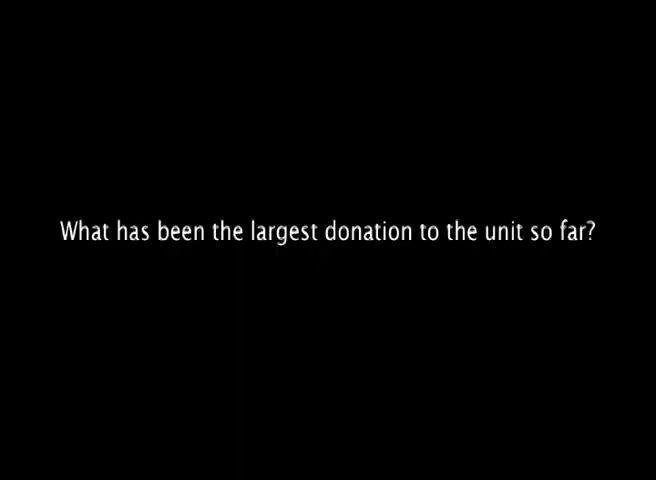 What has been the largest donation to the unit so far?